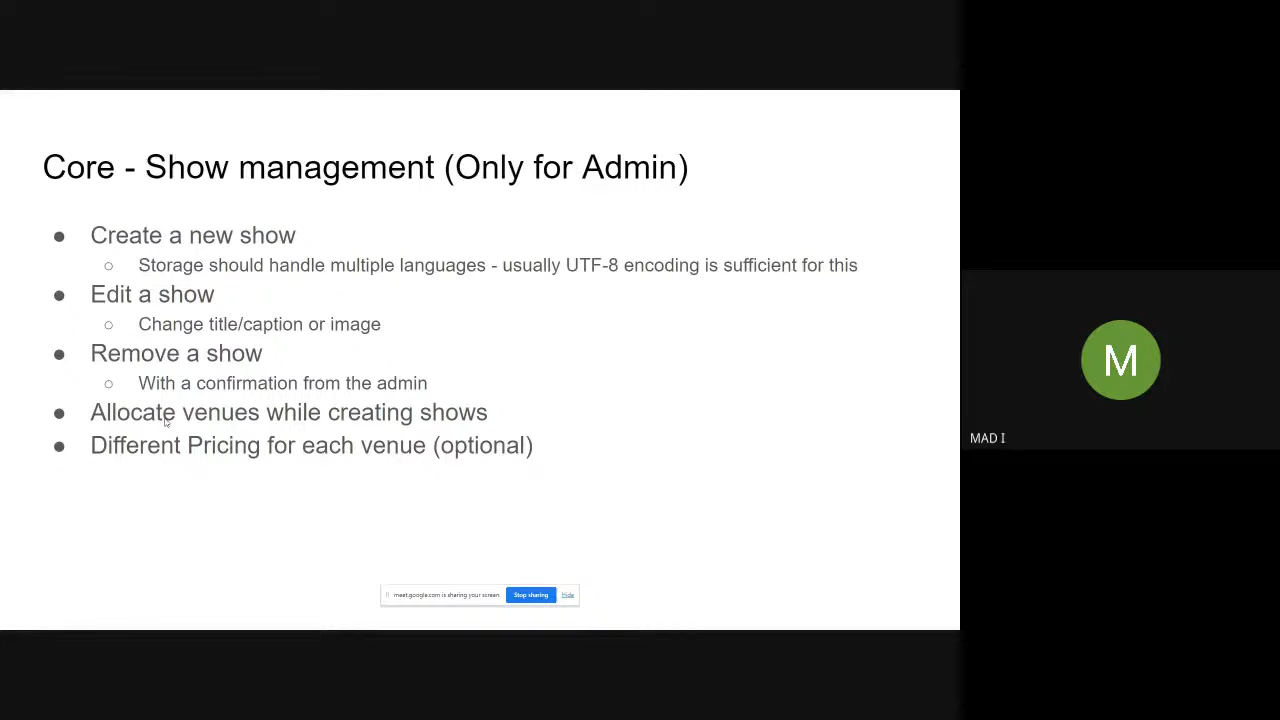 Core - Show management (Only for Admin)
● Create a new show
○ Storage should handle multiple languages - usually UTF-8 encoding is sufficient for this
● Edit a show
○ Change title/caption or image
● Remove a show
○ With a confirmation from the admin
● Allocate venues while creating shows
● Different Pricing for each venue (optional)
meet.google.com is sharing your screen. Stop sharing Hide
M
MAD I